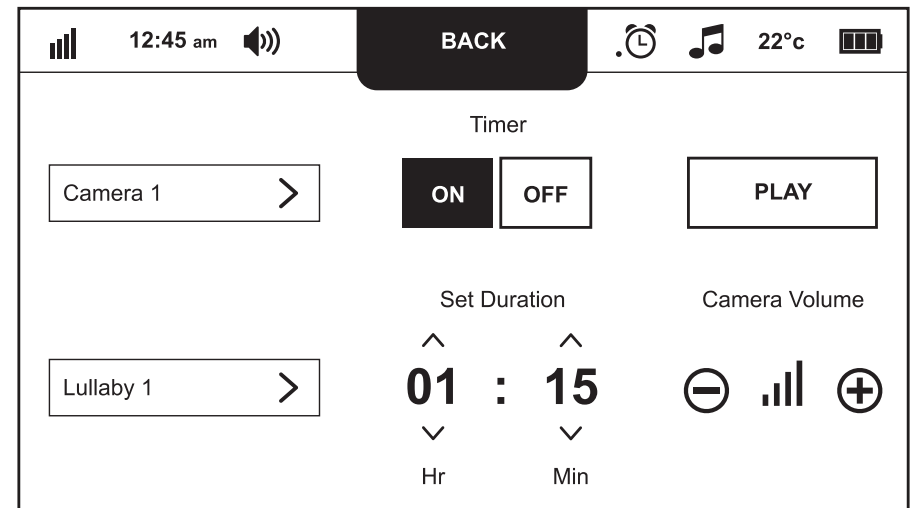 12:45 am
BACK
22°c
Timer
Camera 1
ON
OFF
PLAY
Set Duration
Camera Volume
Lullaby 1
01 : 15
Hr
Min